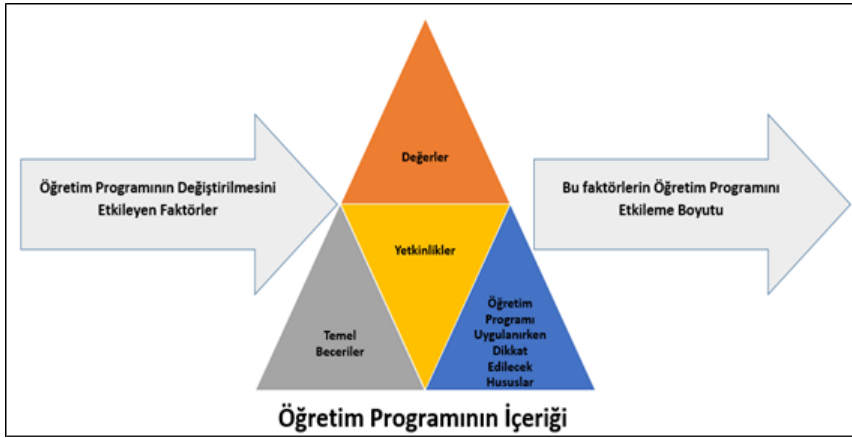 Öğretim Programının Değiştirilmesini
Etkileyen Faktörler
Değerler
Yetkinlikler
Temel
Beceriler
Öğretim
Programı
Uygulanırken
Dikkat
Edilecek
Hususlar
Bu faktörlerin Öğretim Programını
Etkileme Boyutu
Öğretim Programının İçeriği